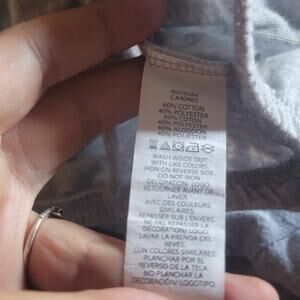 RN59284
CA40465
60% COTTON
40% POLYESTER
60% COTON
40% POLYESTER
60% ALGODON
40% POLIESTER
WASH INSIDE OUT
WITH LIKE COLORS.
IRON ON REVERSE SIDE.
DO NOT IRON
DECORATION/ LOGO.
RETOURNER AVANT DE
LAVER.
AVEC DES COULEURS
SIMILAIRES.
REPASSER SUR L'ENVERS.
NE PAS REPASSER LA
DECORATION/ LOGO.
LAVAR LA PRENDA DEL
REVES.
CON COLORES SIMILARES.
PLANCHAR POR EL
REVERSO DE LA TELA.
NO PLANCHAR LA
DECORACION/ LOGO